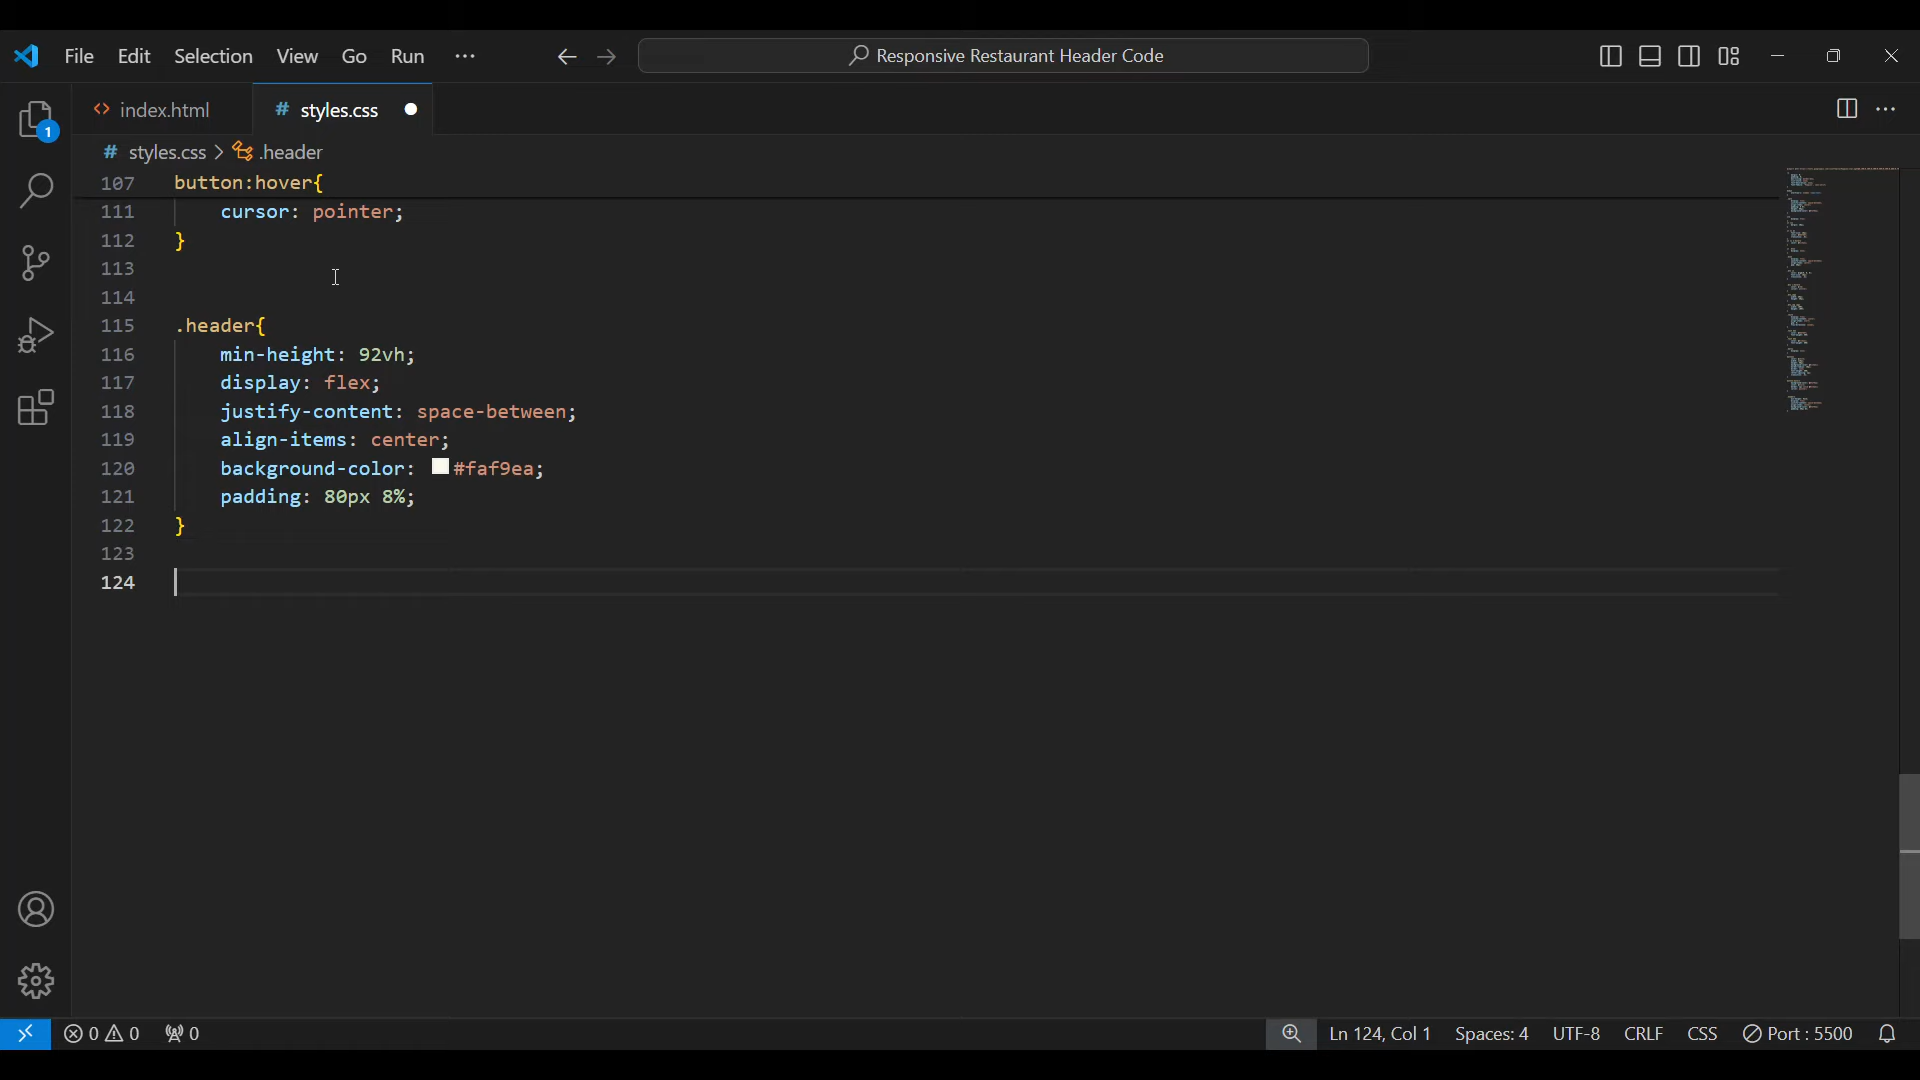 File Edit Selection View Go Run ··· Responsive Restaurant Header Code
index.html # styles.css
# styles.css > .header
107 button:hover{
111 cursor: pointer;
112 }
113
114
115 .header{
116 min-height: 92vh;
117 display: flex;
118 justify-content: space-between;
119 align-items: center;
120 background-color: #faf9ea;
121 padding: 80px 8%;
122 }
123
124
1
0 0 0 Ln 124, Col 1 Spaces: 4 UTF-8 CRLF CSS Port : 5500